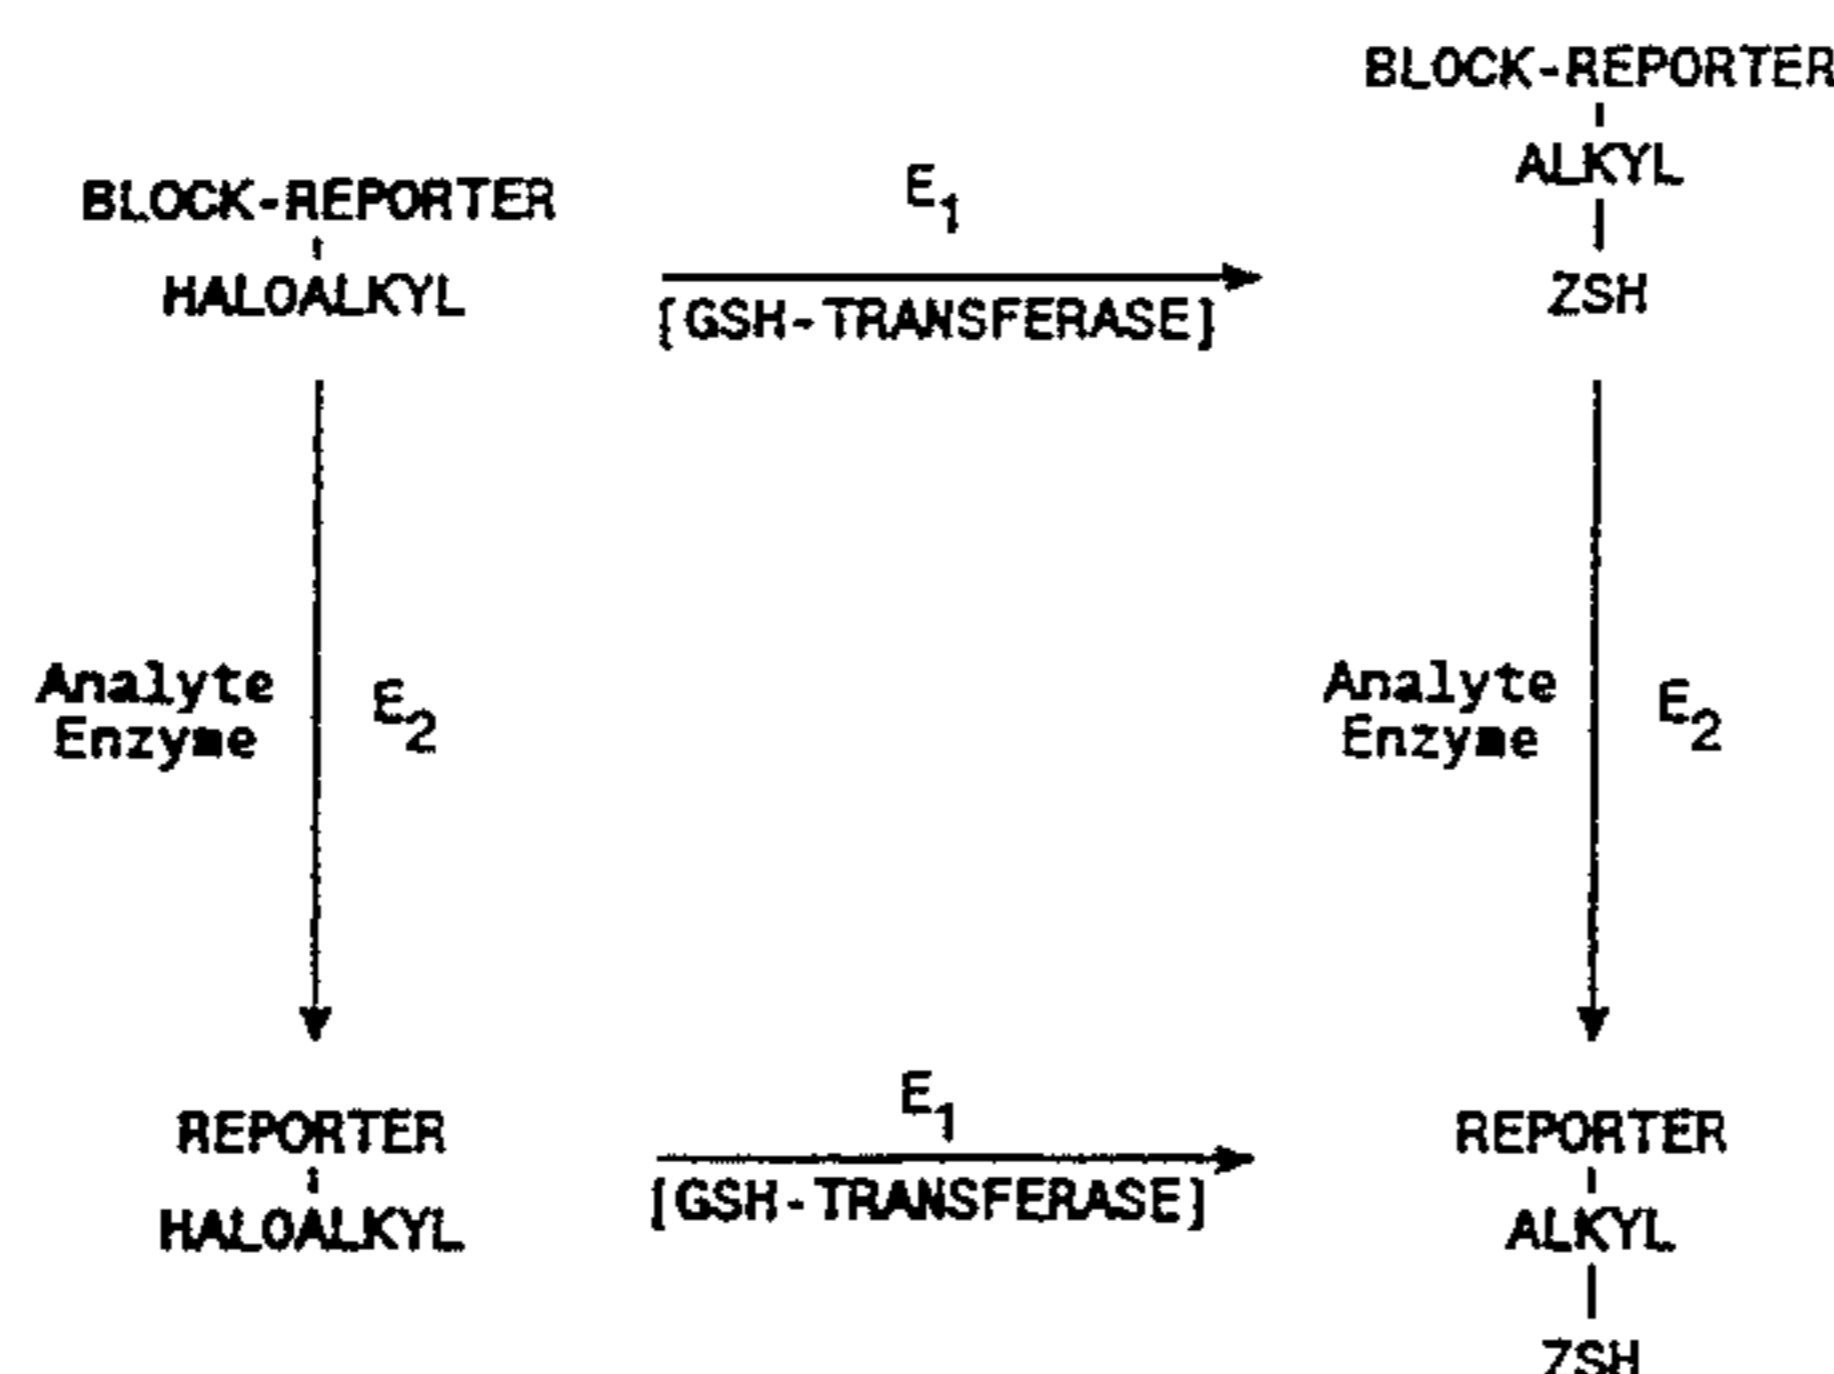 BLOCK-REPORTER
ALKYL
ZSH
BLOCK-REPORTER
HALOALKYL
E1
[GSH-TRANSFERASE]
Analyte
Enzyme
E2
Analyte
Enzyme
E2
REPORTER
HALOALKYL
E1
[GSH-TRANSFERASE]
REPORTER
ALKYL
ZSH